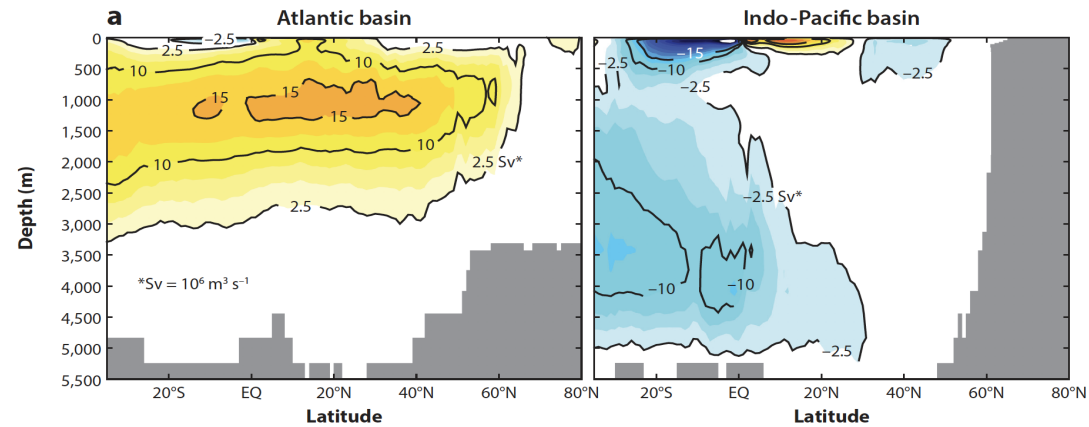 a
Atlantic basin
Indo-Pacific basin
Depth (m)
0
500
1,000
1,500
2,000
2,500
3,000
3,500
4,000
4,500
5,000
5,500
2.5
−2.5
2.5
10
10
15
15
15
10
10
2.5 Sv*
2.5
*Sv = 10⁶ m³ s⁻¹
20°S
EQ
20°N
40°N
60°N
80°N
Latitude
−2.5
−15
−10
−2.5
−2.5
−2.5
−2.5 Sv*
−10
−10
−2.5
20°S
EQ
20°N
40°N
60°N
80°N
Latitude